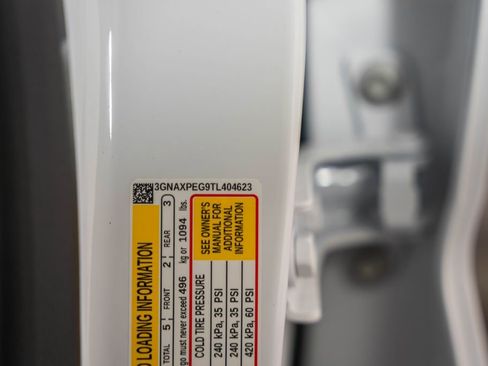 3GNAXPEG9TL404623
LOADING INFORMATION
TOTAL 5 FRONT 2 REAR 3
must never exceed 496 kg or 1094 lbs.
COLD TIRE PRESSURE
240 kPa, 35 PSI
240 kPa, 35 PSI
420 kPa, 60 PSI
SEE OWNER'S
MANUAL FOR
ADDITIONAL
INFORMATION